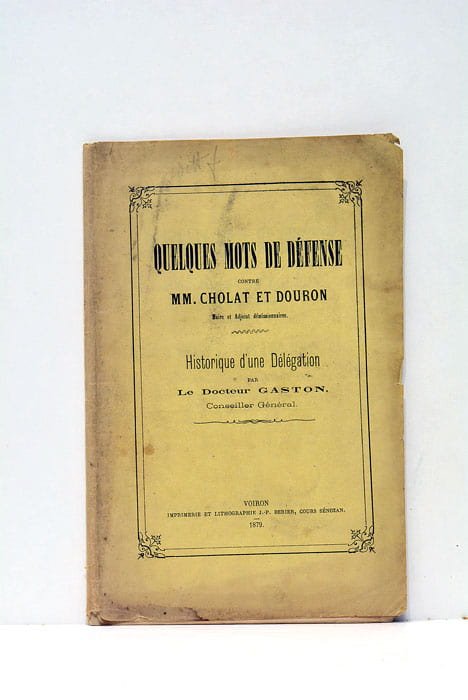 QUELQUES MOTS DE DÉFENSE
CONTRE
MM. CHOLAT ET DOURON
Maire et Adjoint démissionnaires.
Historique d'une Délégation
PAR
Le Docteur GASTON,
Conseiller Général.
VOIRON
IMPRIMERIE ET LITHOGRAPHIE J.-P. BERIER, COURS SÉNOZAN.
1879.